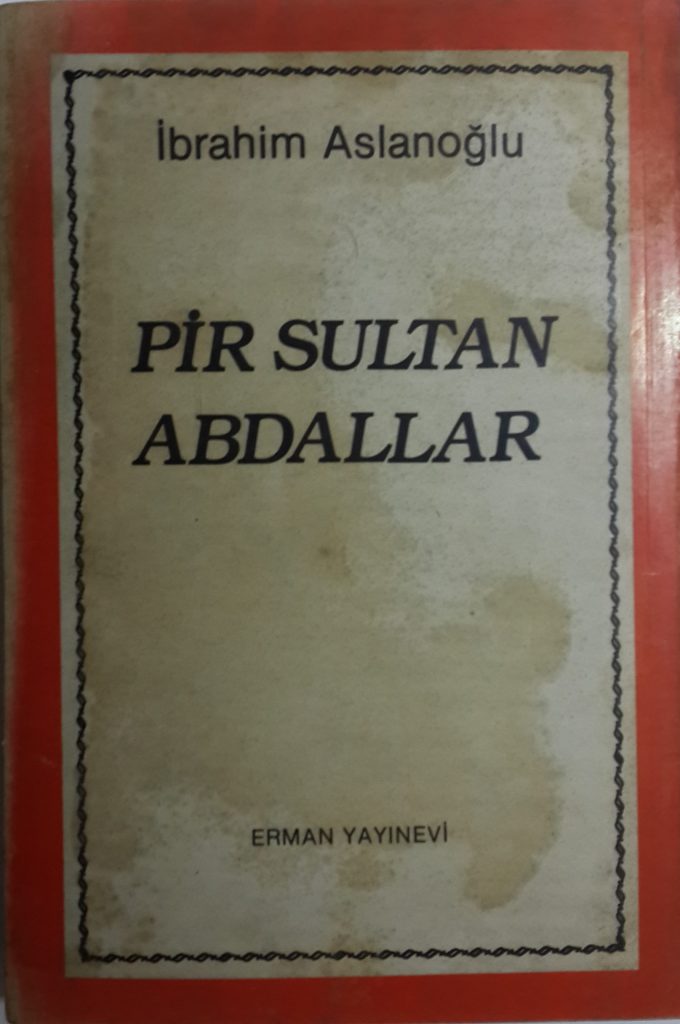 İbrahim Aslanoğlu
PİR SULTAN
ABDALLAR
ERMAN YAYINEVİ